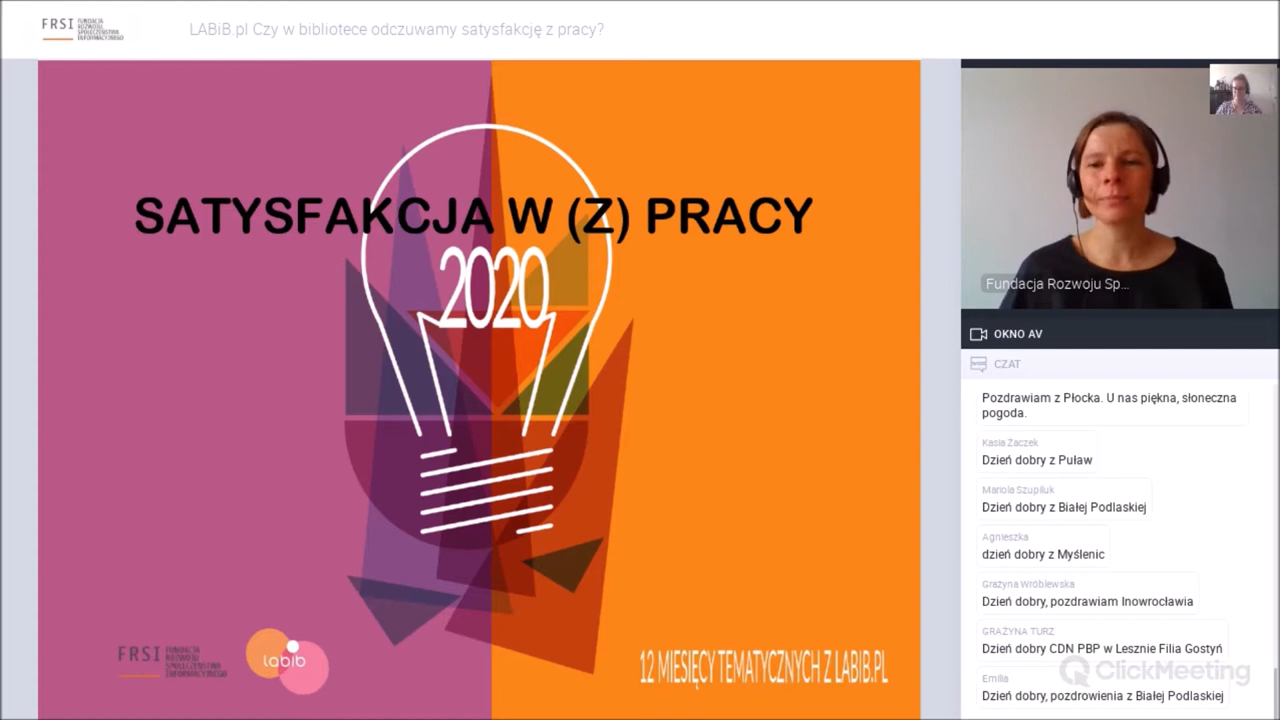 FRSI FUNDACJA
ROZWOJU
SPOŁECZEŃSTWA
INFORMACYJNEGO
LABiB.pl Czy w bibliotece odczuwamy satysfakcję z pracy?
SATYSFAKCJA W (Z) PRACY
2020
FRSI FUNDACJA
ROZWOJU
SPOŁECZEŃSTWA
INFORMACYJNEGO
labib
12 MIESIĘCY TEMATYCZNYCH Z LABIB.PL
Fundacja Rozwoju Sp...
OKNO AV
CZAT
Pozdrawiam z Płocka. U nas piękna, słoneczna
pogoda.
Kasia Żaczek
Dzień dobry z Puław
Mariola Szupiluk
Dzień dobry z Białej Podlaskiej
Agnieszka
dzień dobry z Myślenic
Grażyna Wróblewska
Dzień dobry, pozdrawiam Inowrocławia
GRAŻYNA TURZ
Dzień dobry CDN PBP w Lesznie Filia Gostyń
ClickMeeting
Emilia
Dzień dobry, pozdrowienia z Białej Podlaskiej